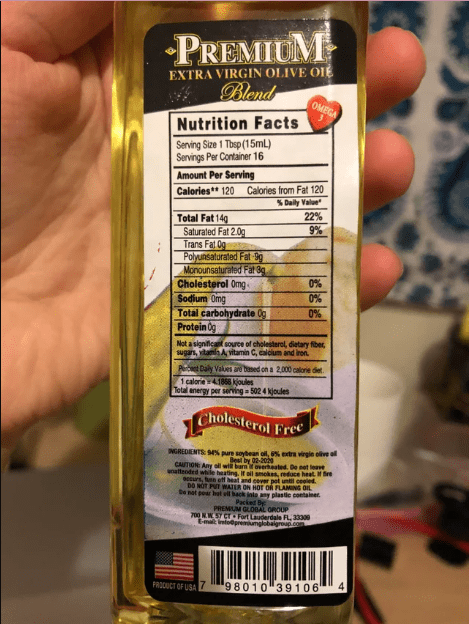 PREMIUM
EXTRA VIRGIN OLIVE OIL
Blend
OMEGA
3
Nutrition Facts
Serving Size 1 Tbsp (15mL)
Servings Per Container 16
Amount Per Serving
Calories** 120 Calories from Fat 120
% Daily Value*
Total Fat 14g 22%
Saturated Fat 2.0g 9%
Trans Fat 0g
Polyunsaturated Fat 9g
Monounsaturated Fat 3g
Cholesterol 0mg 0%
Sodium 0mg 0%
Total carbohydrate 0g 0%
Protein 0g
Not a significant source of cholesterol, dietary fiber,
sugars, vitamin A, vitamin C, calcium and iron.
Percent Daily Values are based on a 2,000 calorie diet.
1 calorie = 4.1868 kjoules
Total energy per serving = 502.4 kjoules
Cholesterol Free
INGREDIENTS: 94% pure soybean oil, 6% extra virgin olive oil
Best by 02-2020
CAUTION: Any oil will burn if overheated. Do not leave
unattended while heating. If oil smokes, reduce heat. If fire
occurs, turn off heat and cover pot until cooled.
DO NOT PUT WATER ON HOT OR FLAMING OIL
Do not pour hot oil back into any plastic container.
Packed By:
PREMIUM GLOBAL GROUP
700 N.W. 57 CT • Fort Lauderdale FL, 33309
E-mail: info@premiumglobalgroup.com
PRODUCT OF USA
7 98010 39106 4